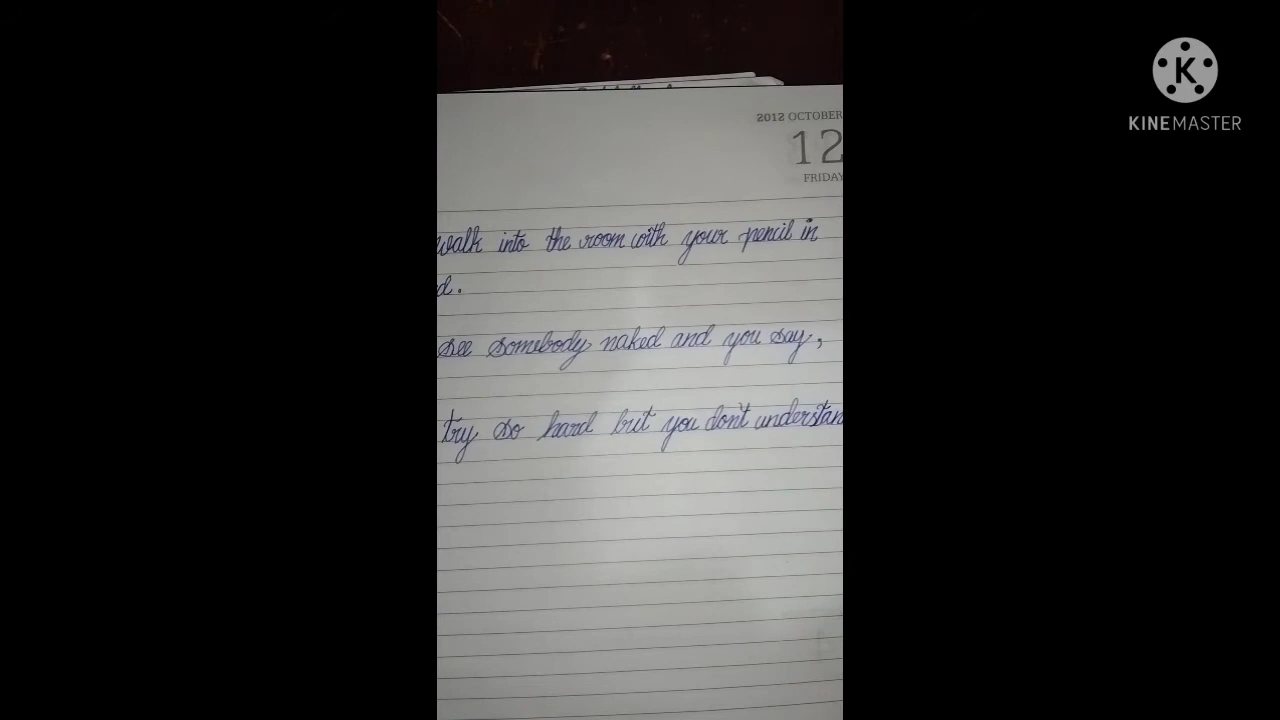 2012 OCTOBER
12
FRIDAY
walk into the room with your pencil in
d.
see somebody naked and you say,
try so hard but you don't understan
KINEMASTER